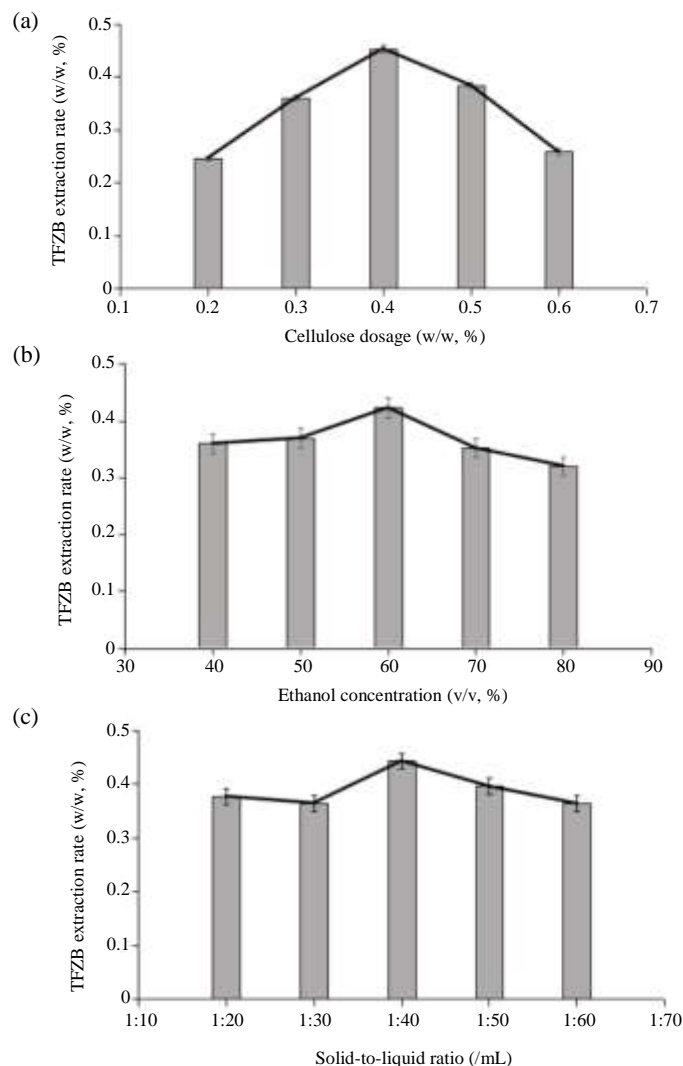 (a)
TFZB extraction rate (w/w, %)
0.5
0.4
0.3
0.2
0.1
0
0.1 0.2 0.3 0.4 0.5 0.6 0.7
Cellulose dosage (w/w, %)
(b)
TFZB extraction rate (w/w, %)
0.5
0.4
0.3
0.2
0.1
0
30 40 50 60 70 80 90
Ethanol concentration (v/v, %)
(c)
TFZB extraction rate (w/w, %)
0.5
0.4
0.3
0.2
0.1
0
1:10 1:20 1:30 1:40 1:50 1:60 1:70
Solid-to-liquid ratio (/mL)